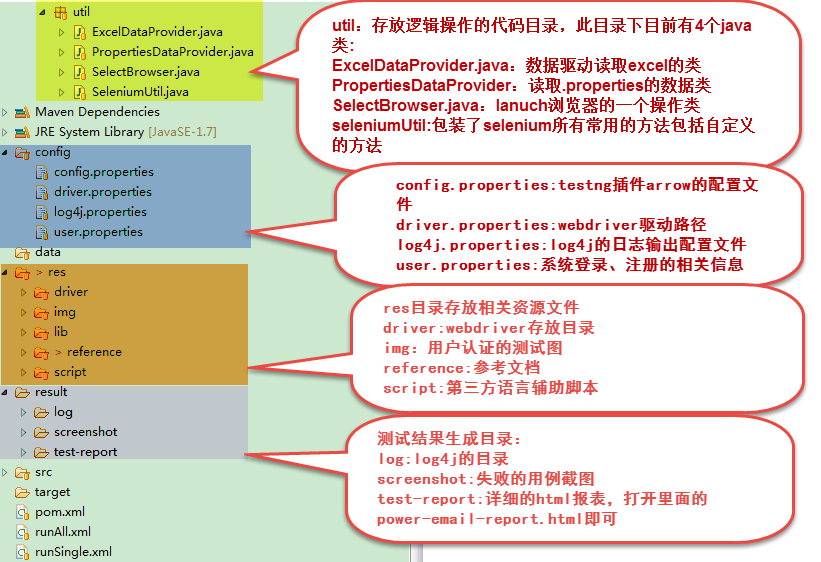 util
ExcelDataProvider.java
PropertiesDataProvider.java
SelectBrowser.java
SeleniumUtil.java
Maven Dependencies
JRE System Library [JavaSE-1.7]
config
config.properties
driver.properties
log4j.properties
user.properties
data
> res
driver
img
lib
> reference
script
result
log
screenshot
test-report
src
target
pom.xml
runAll.xml
runSingle.xml
util：存放逻辑操作的代码目录，此目录下目前有4个java
类:
ExcelDataProvider.java：数据驱动读取excel的类
PropertiesDataProvider：读取.properties的数据类
SelectBrowser.java：lanuch浏览器的一个操作类
seleniumUtil:包装了selenium所有常用的方法包括自定义
的方法
config.properties:testng插件arrow的配置文
件
driver.properties:webdriver驱动路径
log4j.properties:log4j的日志输出配置文件
user.properties:系统登录、注册的相关信息
res目录存放相关资源文件
driver:webdriver存放目录
img：用户认证的测试图
reference:参考文档
script:第三方语言辅助脚本
测试结果生成目录：
log:log4j的目录
screenshot:失败的用例截图
test-report:详细的html报表，打开里面的
power-email-report.html即可